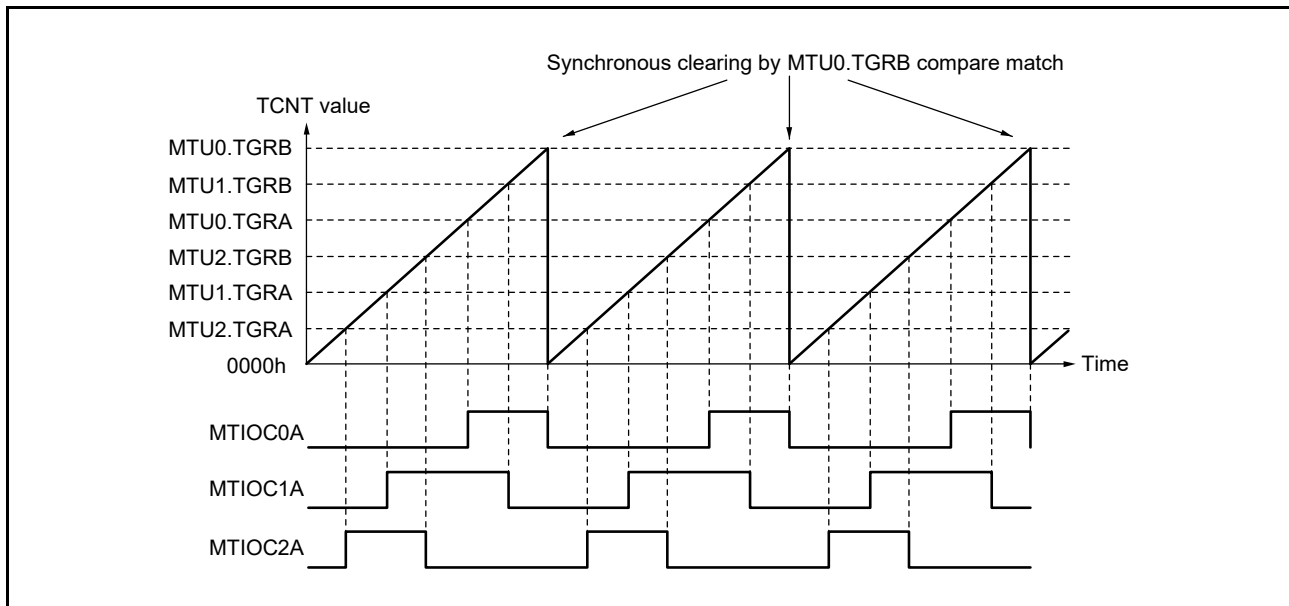 Synchronous clearing by MTU0.TGRB compare match
TCNT value
MTU0.TGRB
MTU1.TGRB
MTU0.TGRA
MTU2.TGRB
MTU1.TGRA
MTU2.TGRA
0000h
Time
MTIOC0A
MTIOC1A
MTIOC2A